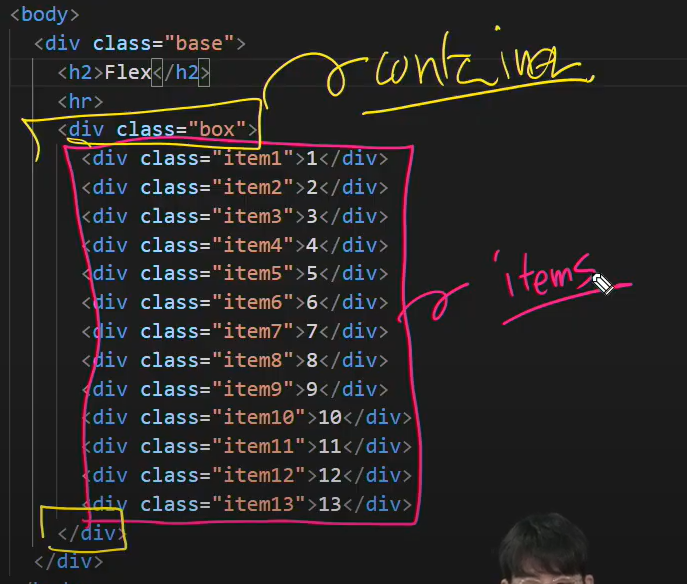 <body>
<div class="base">
<h2>Flex</h2>
<hr>
container
<div class="box">
<div class="item1">1</div>
<div class="item2">2</div>
<div class="item3">3</div>
<div class="item4">4</div>
<div class="item5">5</div>
items
<div class="item6">6</div>
<div class="item7">7</div>
<div class="item8">8</div>
<div class="item9">9</div>
<div class="item10">10</div>
<div class="item11">11</div>
<div class="item12">12</div>
<div class="item13">13</div>
</div>
</div>